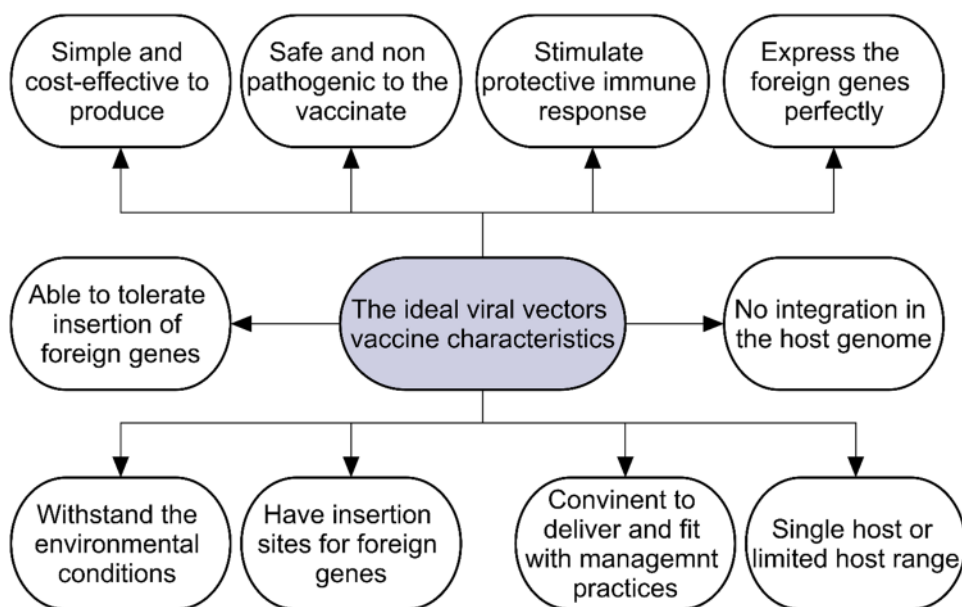 Simple and
cost-effective to
produce
Safe and non
pathogenic to the
vaccinate
Stimulate
protective immune
response
Express the
foreign genes
perfectly
Able to tolerate
insertion of
foreign genes
The ideal viral vectors
vaccine characteristics
No integration in
the host genome
Withstand the
environmental
conditions
Have insertion
sites for foreign
genes
Convinent to
deliver and fit
with managemnt
practices
Single host or
limited host range